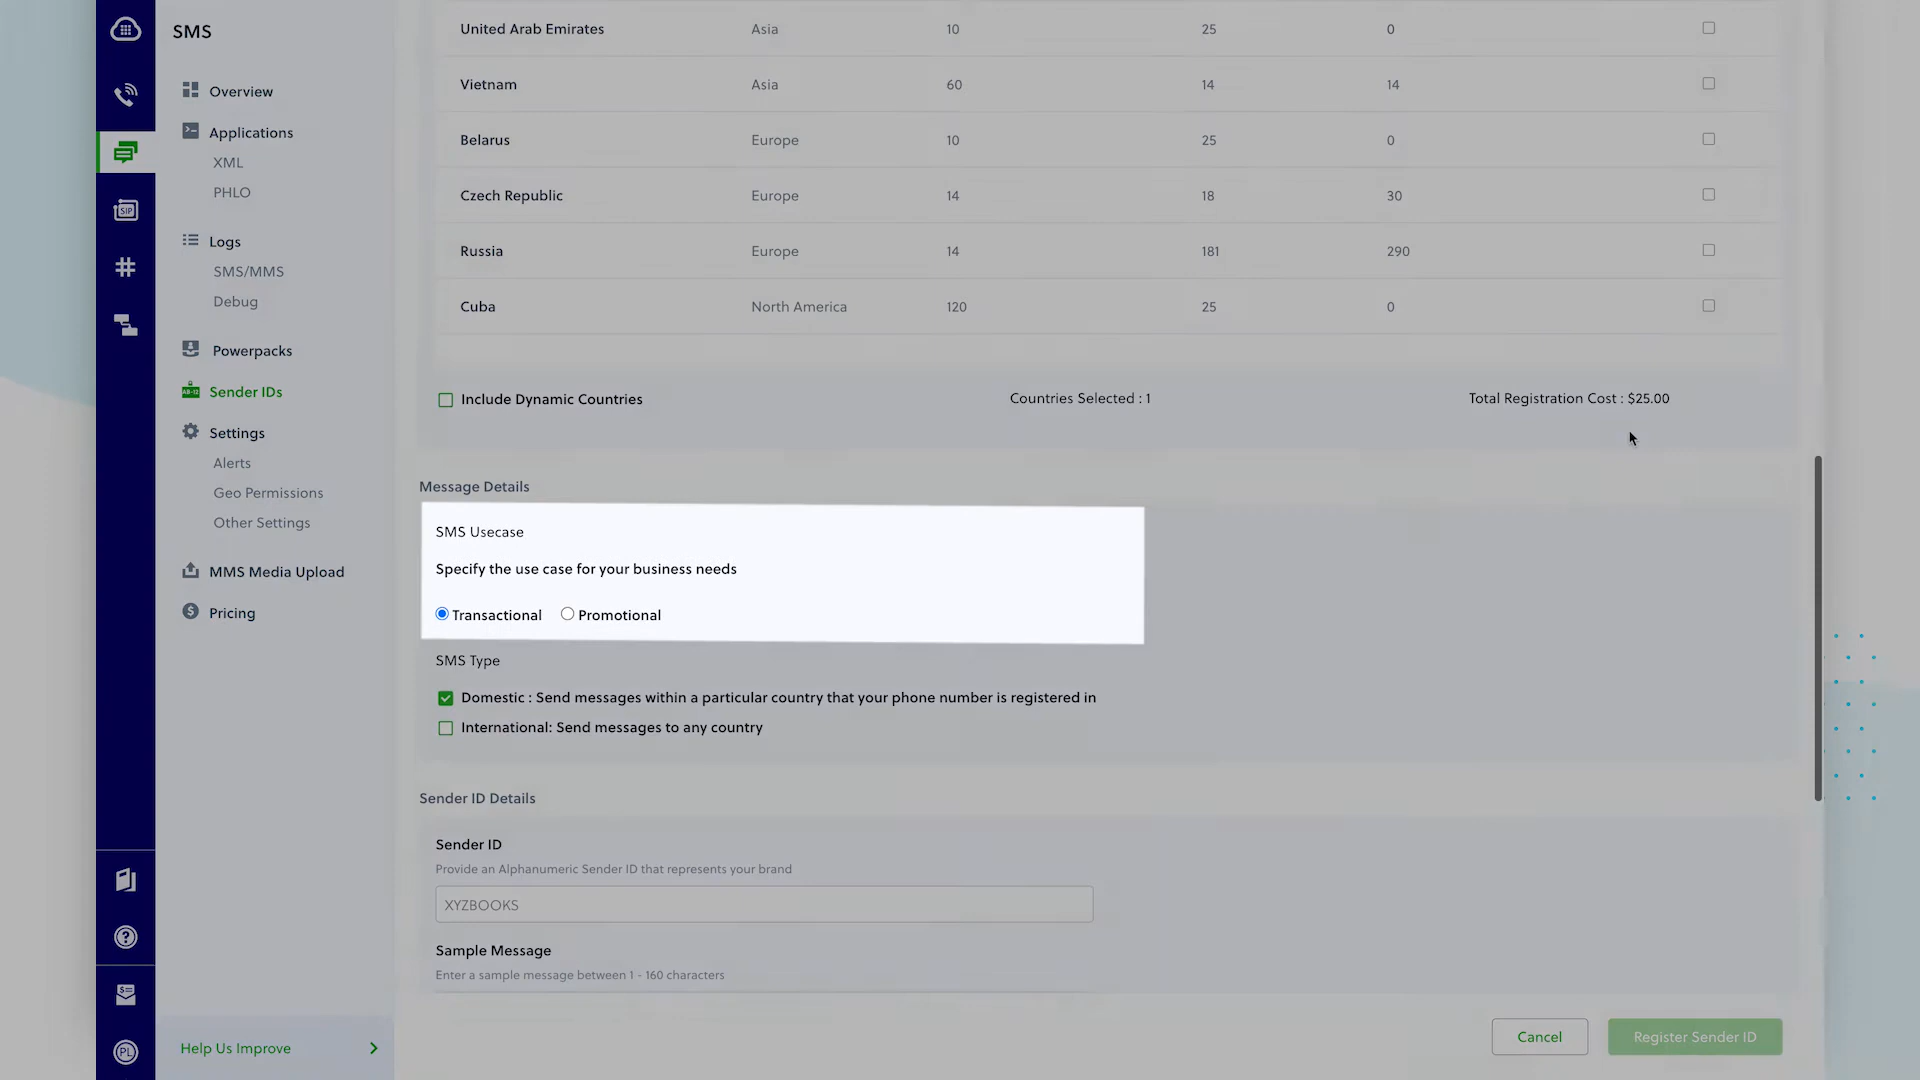 SMS
Overview
Applications
XML
PHLO
Logs
SMS/MMS
Debug
Powerpacks
Sender IDs
Settings
Alerts
Geo Permissions
Other Settings
MMS Media Upload
Pricing
Help Us Improve
SIP
PL
United Arab Emirates Asia 10 25 0
Vietnam Asia 60 14 14
Belarus Europe 10 25 0
Czech Republic Europe 14 18 30
Russia Europe 14 181 290
Cuba North America 120 25 0
Include Dynamic Countries Countries Selected : 1 Total Registration Cost : $25.00
Message Details
SMS Usecase
Specify the use case for your business needs
Transactional Promotional
SMS Type
Domestic : Send messages within a particular country that your phone number is registered in
International: Send messages to any country
Sender ID Details
Sender ID
Provide an Alphanumeric Sender ID that represents your brand
XYZBOOKS
Sample Message
Enter a sample message between 1 - 160 characters
Cancel Register Sender ID